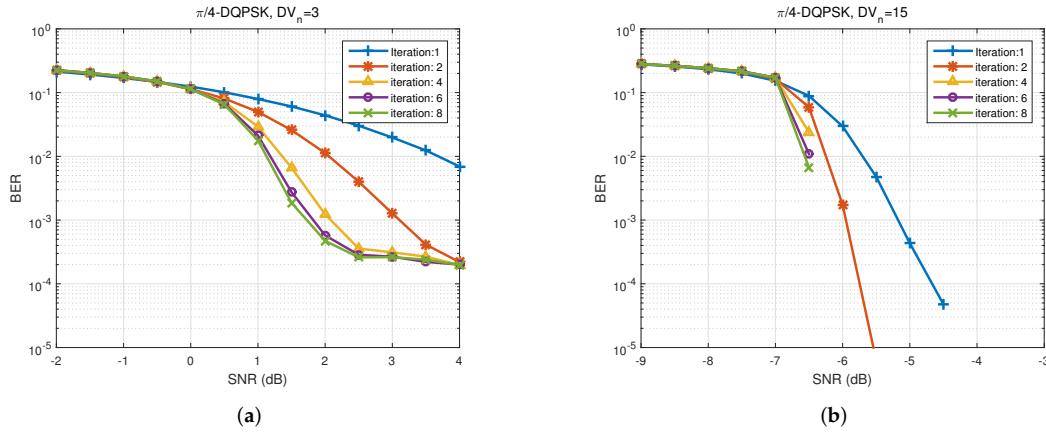 π/4-DQPSK, DV_n=3
10^0
10^-1
10^-2
10^-3
10^-4
10^-5
BER
-2
-1
0
1
2
3
4
SNR (dB)
Iteration:1
iteration: 2
iteration: 4
iteration: 6
iteration: 8
(a)
π/4-DQPSK, DV_n=15
10^0
10^-1
10^-2
10^-3
10^-4
10^-5
BER
-9
-8
-7
-6
-5
-4
-3
SNR (dB)
Iteration:1
iteration: 2
iteration: 4
iteration: 6
iteration: 8
(b)